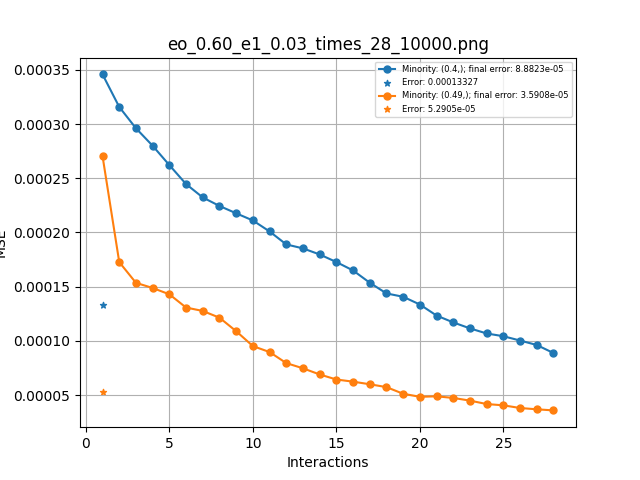 eo_0.60_e1_0.03_times_28_10000.png
0.00035
0.00030
0.00025
0.00020
0.00015
0.00010
0.00005
MSE
Minority: (0.4,); final error: 8.8823e-05
Error: 0.00013327
Minority: (0.49,); final error: 3.5908e-05
Error: 5.2905e-05
0 5 10 15 20 25
Interactions